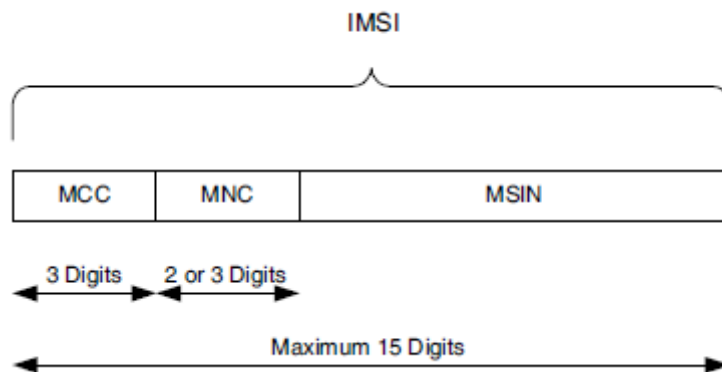 IMSI
MCC MNC MSIN
3 Digits 2 or 3 Digits
Maximum 15 Digits